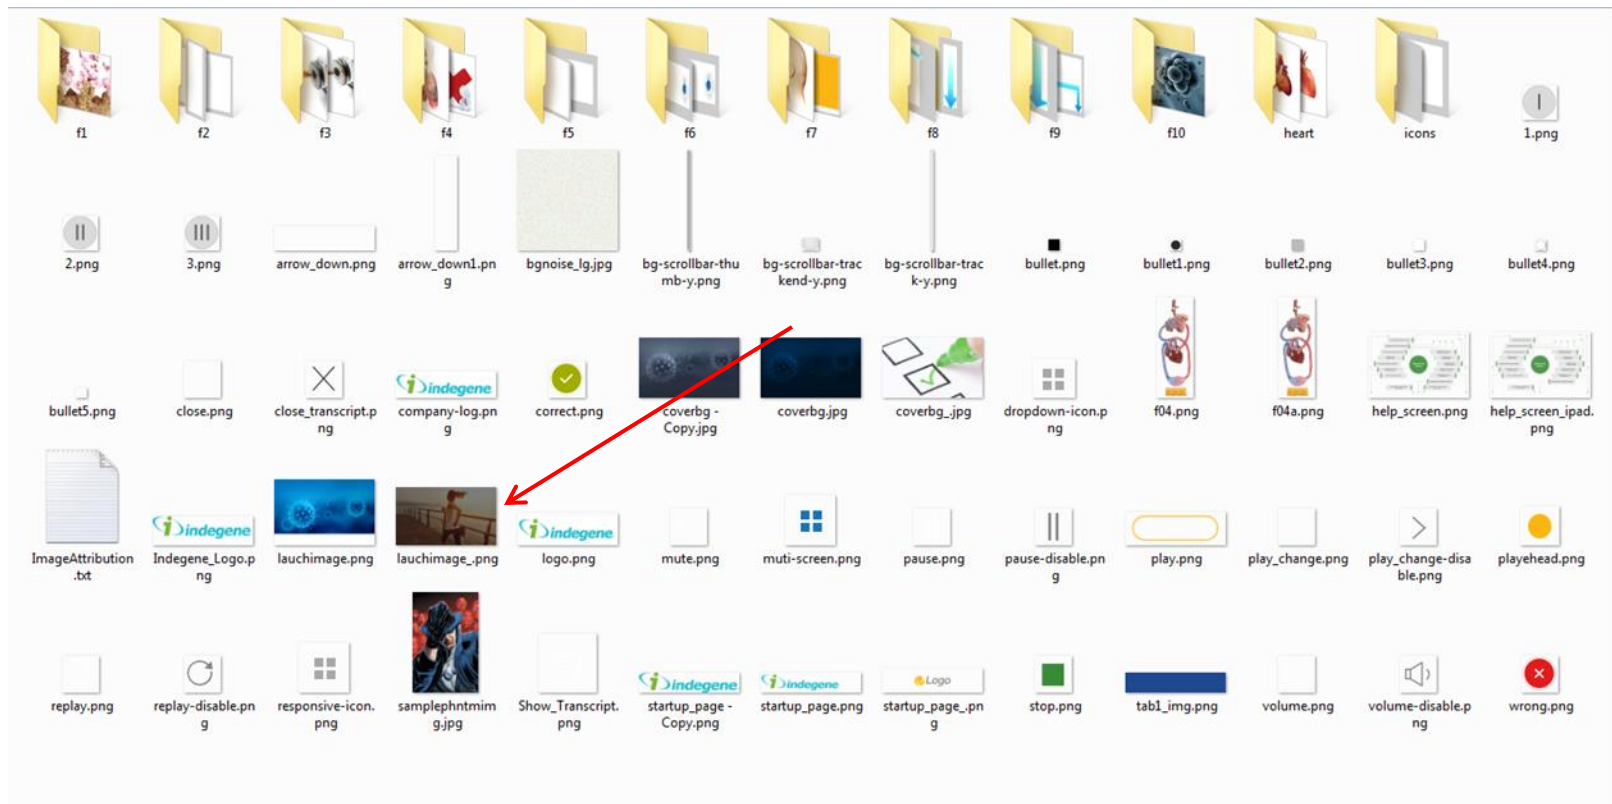 f1
f2
f3
f4
f5
f6
f7
f8
f9
f10
heart
icons
1.png
2.png
3.png
arrow_down.png
arrow_down1.pn
g
bgnoise_lg.jpg
bg-scrollbar-thu
mb-y.png
bg-scrollbar-trac
kend-y.png
bg-scrollbar-trac
k-y.png
bullet.png
bullet1.png
bullet2.png
bullet3.png
bullet4.png
bullet5.png
close.png
close_transcript.p
ng
indegene
company-log.pn
g
correct.png
coverbg -
Copy.jpg
coverbg.jpg
coverbg_.jpg
dropdown-icon.p
ng
f04.png
f04a.png
help_screen.png
help_screen_ipad.
png
ImageAttribution
.txt
indegene
Indegene_Logo.p
ng
lauchimage.png
lauchimage_.png
indegene
logo.png
mute.png
muti-screen.png
pause.png
pause-disable.pn
g
play.png
play_change.png
play_change-disa
ble.png
playehead.png
replay.png
replay-disable.pn
g
responsive-icon.
png
samplephntmim
g.jpg
Show_Transcript.
png
indegene
startup_page -
Copy.png
indegene
startup_page.png
Logo
startup_page_.pn
g
stop.png
tab1_img.png
volume.png
volume-disable.p
ng
wrong.png